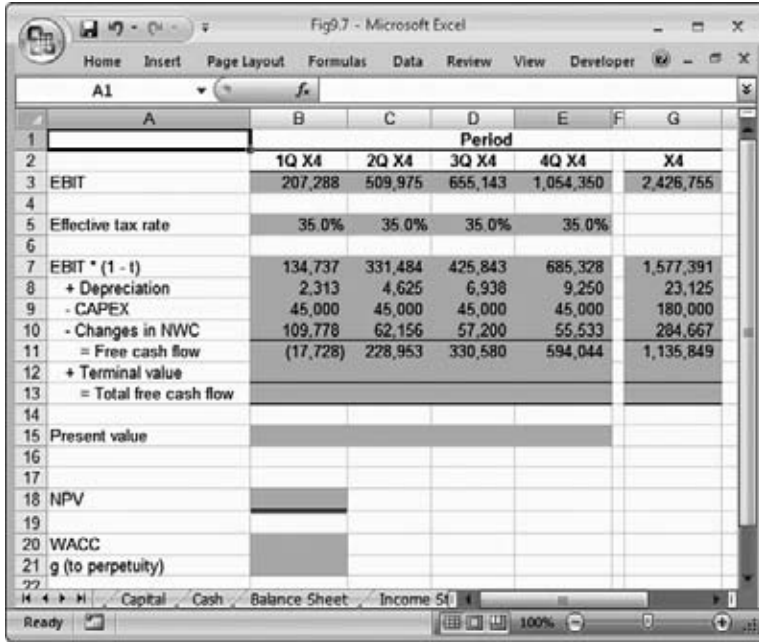 Fig9.7 - Microsoft Excel
Home Insert Page Layout Formulas Data Review View Developer
A1 fx
A B C D E F G
1 Period
2 1Q X4 2Q X4 3Q X4 4Q X4 X4
3 EBIT 207,288 509,975 655,143 1,054,350 2,426,755
4
5 Effective tax rate 35.0% 35.0% 35.0% 35.0%
6
7 EBIT * (1 - t) 134,737 331,484 425,843 685,328 1,577,391
8 + Depreciation 2,313 4,625 6,938 9,250 23,125
9 - CAPEX 45,000 45,000 45,000 45,000 180,000
10 - Changes in NWC 109,778 62,156 57,200 55,533 284,667
11 = Free cash flow (17,728) 228,953 330,580 594,044 1,135,849
12 + Terminal value
13 = Total free cash flow
14
15 Present value
16
17
18 NPV
19
20 WACC
21 g (to perpetuity)
22
Capital Cash Balance Sheet Income St
Ready 100%